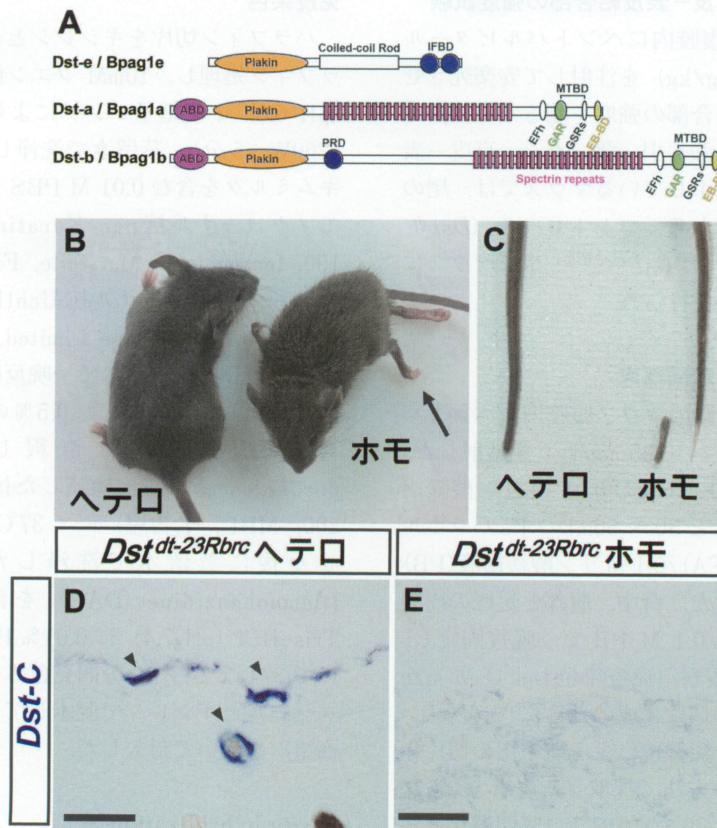 A
Dst-e / Bpag1e
Plakin
Coiled-coil Rod
IFBD
Dst-a / Bpag1a
ABD
Plakin
MTBD
EFh
GAR
GSRs
EB-BD
Dst-b / Bpag1b
ABD
Plakin
PRD
Spectrin repeats
MTBD
EFh
GAR
GSRs
B
ヘテロ
ホモ
C
ヘテロ
ホモ
Dst dt-23Rbrc ヘテロ
Dst dt-23Rbrc ホモ
Dst-C
D
E